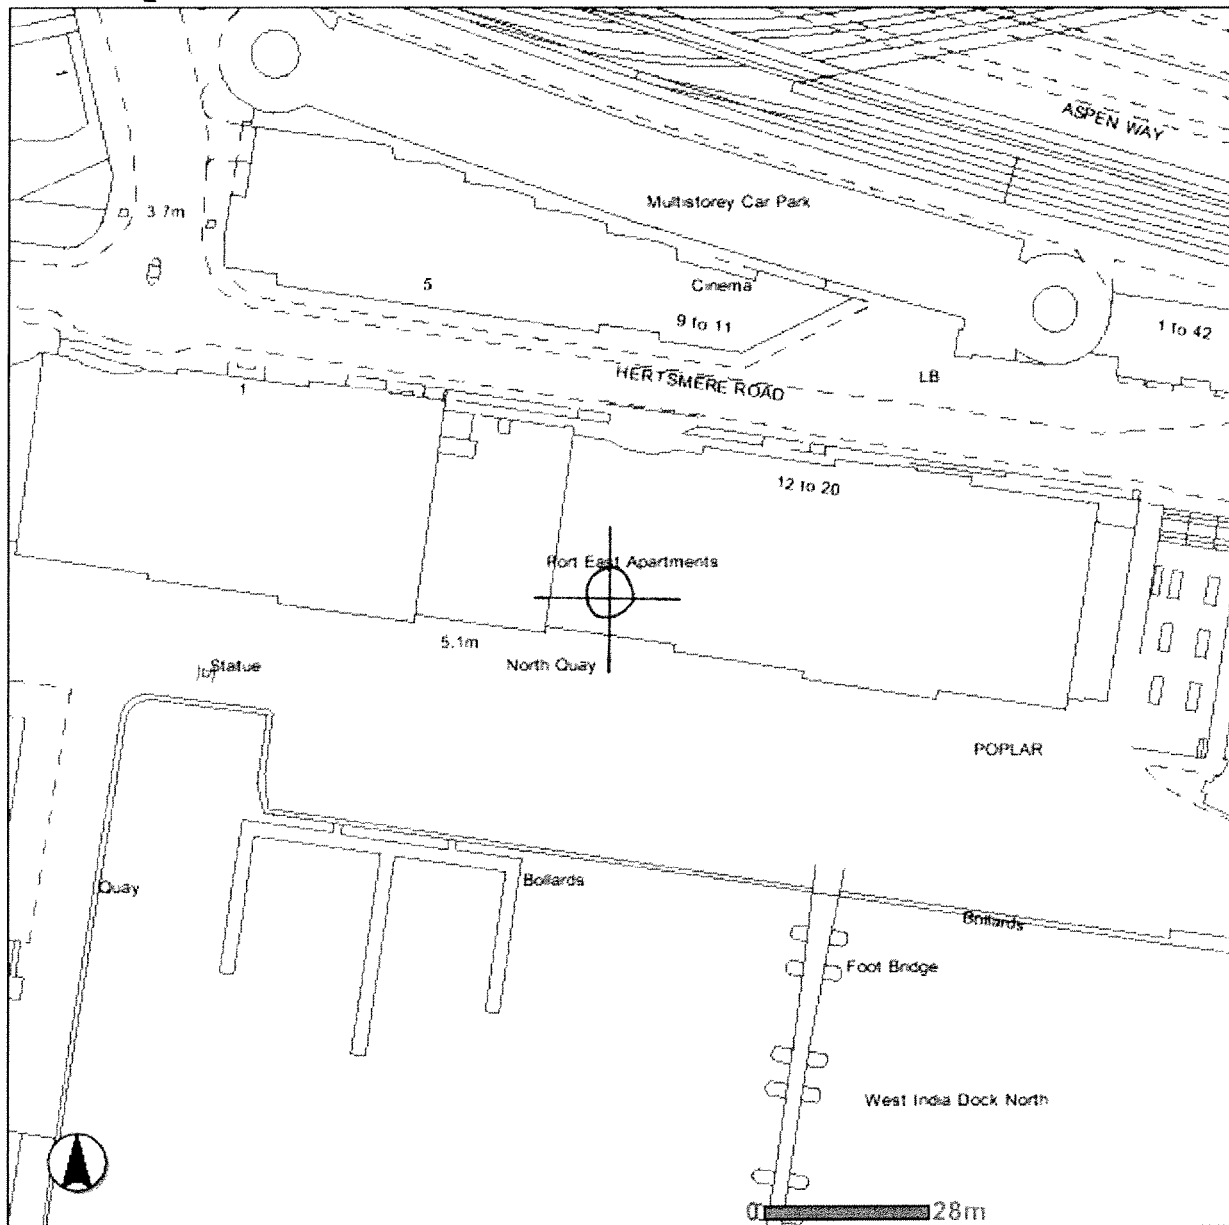 ASPEN WAY
Multistorey Car Park
3.7m
Cinema
5
9 to 11
1 to 42
HERTSMERE ROAD
LB
1
12 to 20
Port East Apartments
5.1m
North Quay
Statue
POPLAR
Quay
Bollards
Bollards
Foot Bridge
West India Dock North
0
28m